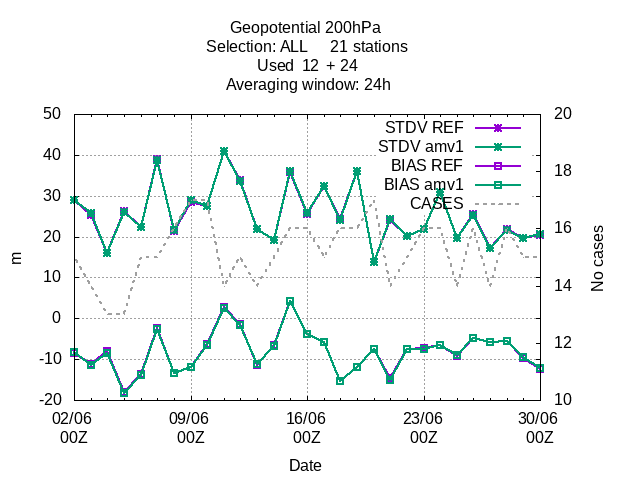 Geopotential 200hPa
Selection: ALL 21 stations
Used 12 + 24
Averaging window: 24h
50
40
30
20
10
0
-10
-20
m
20
18
16
14
12
10
No cases
STDV REF
STDV amv1
BIAS REF
BIAS amv1
CASES
02/06 09/06 16/06 23/06 30/06
00Z 00Z 00Z 00Z 00Z
Date